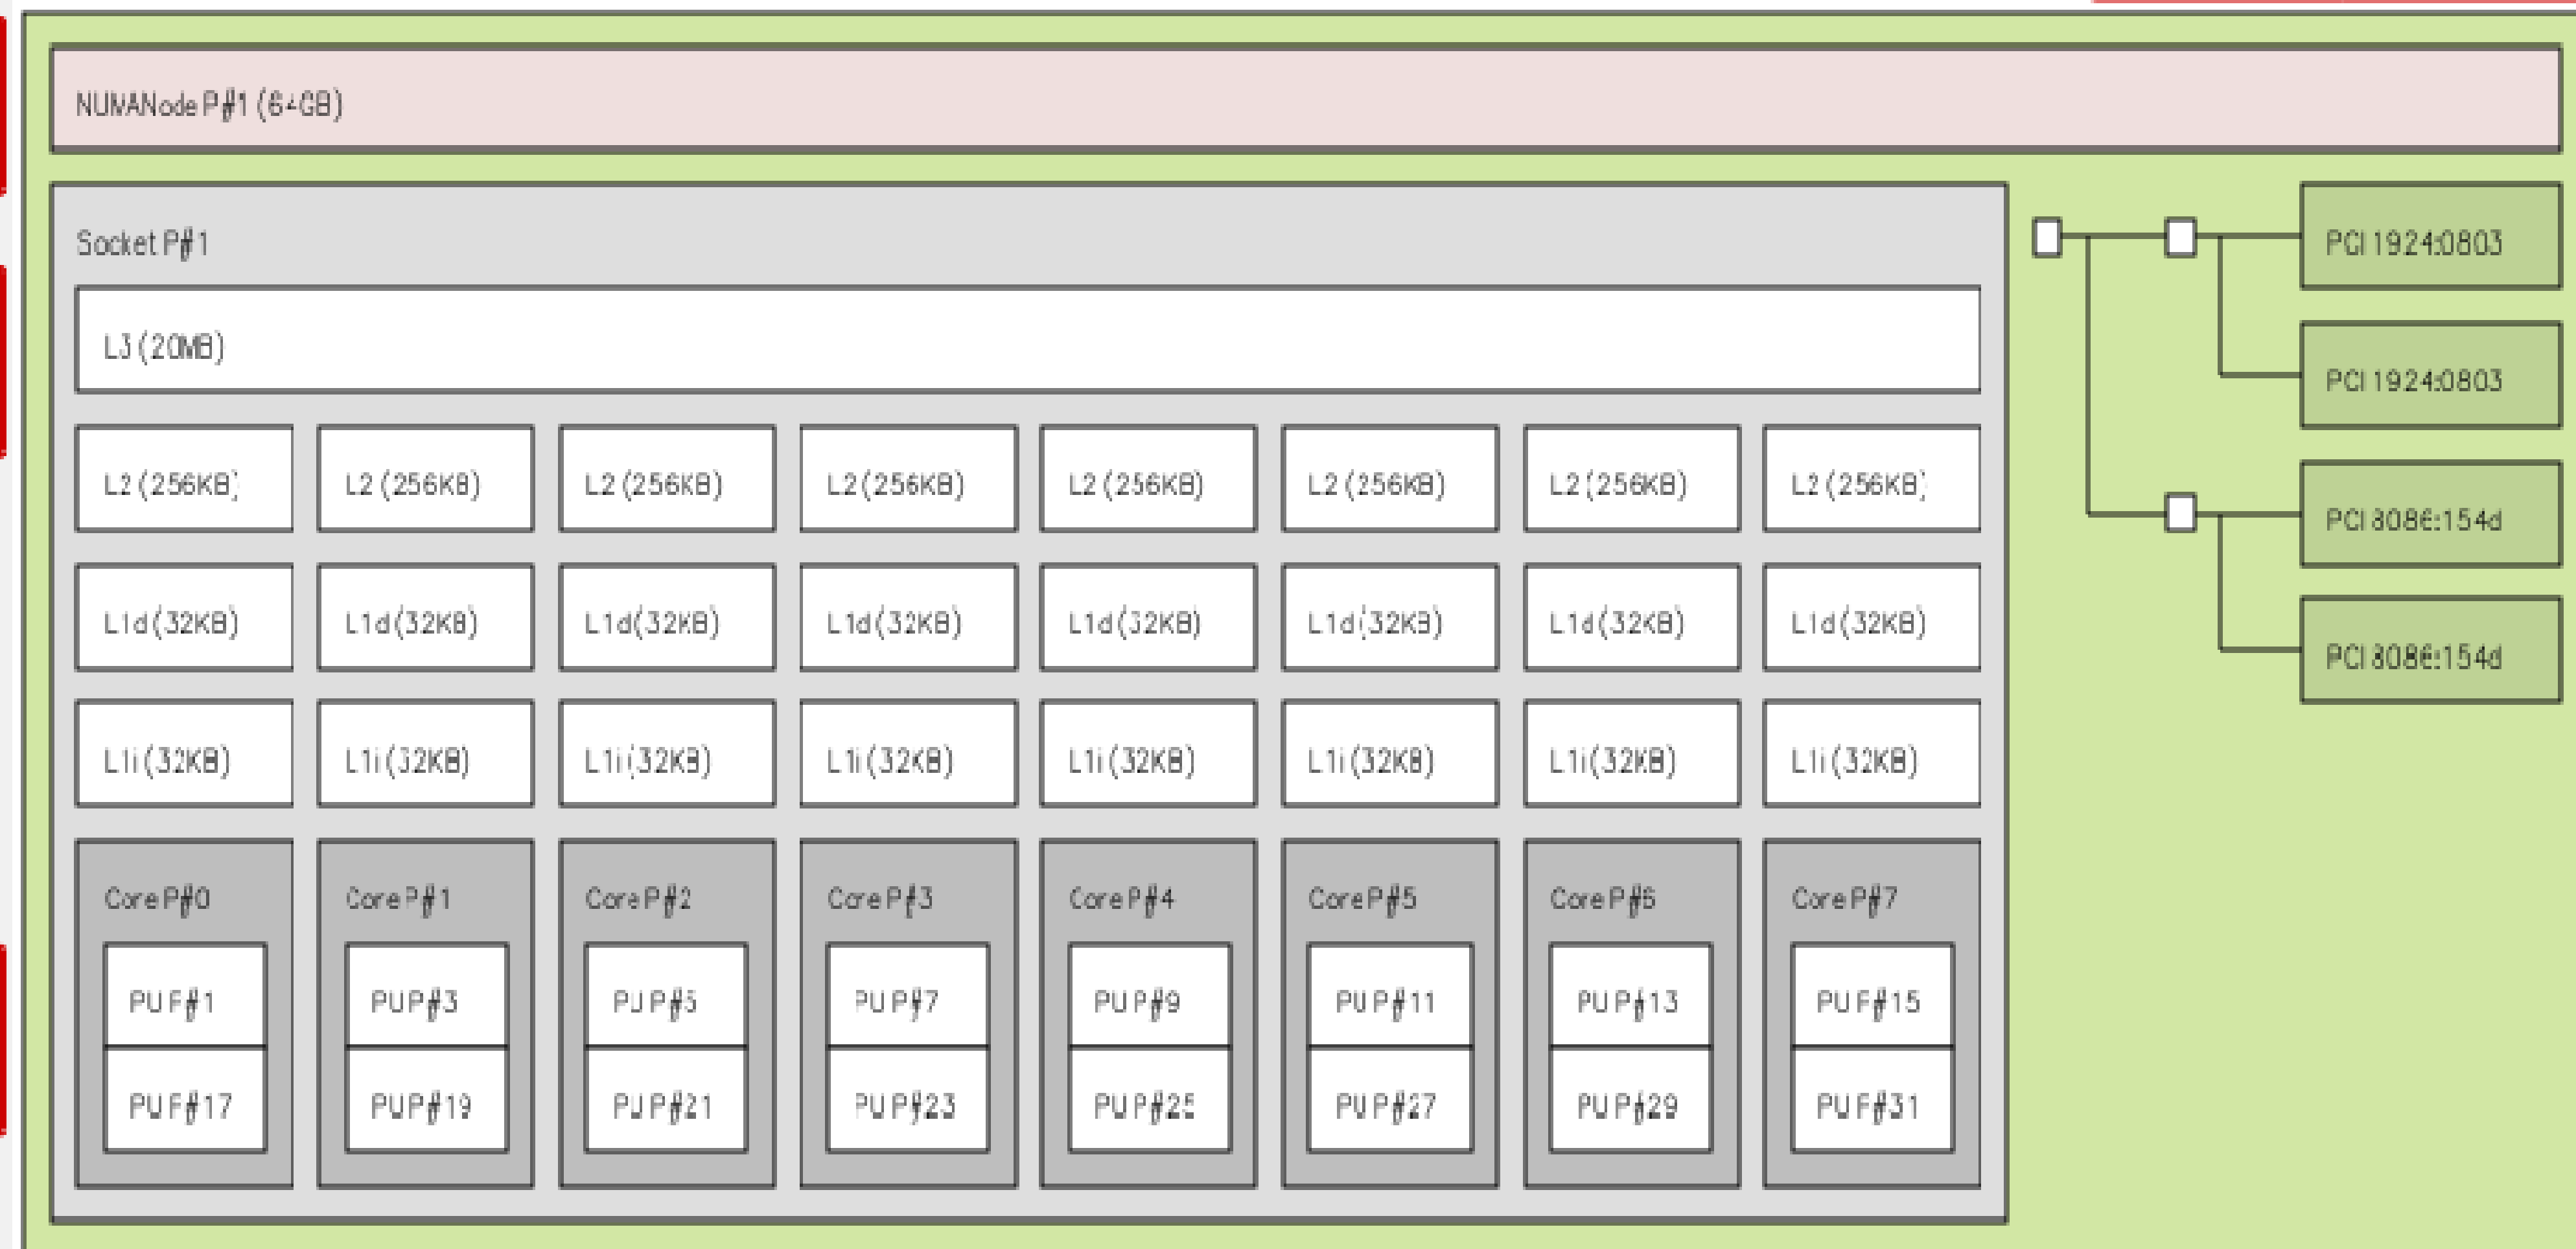 NUMANode P#1 (64GB)
Socket P#1
PCI 1924:0803
L3 (20MB)
PCI 1924:0803
L2 (256KB) L2 (256KB) L2 (256KB) L2 (256KB) L2 (256KB) L2 (256KB) L2 (256KB) L2 (256KB)
PCI 8086:154d
L1d (32KB) L1d (32KB) L1d (32KB) L1d (32KB) L1d (32KB) L1d (32KB) L1d (32KB) L1d (32KB)
PCI 8086:154d
L1i (32KB) L1i (32KB) L1i (32KB) L1i (32KB) L1i (32KB) L1i (32KB) L1i (32KB) L1i (32KB)
Core P#0 Core P#1 Core P#2 Core P#3 Core P#4 Core P#5 Core P#6 Core P#7
PU P#1 PU P#3 PU P#5 PU P#7 PU P#9 PU P#11 PU P#13 PU P#15
PU P#17 PU P#19 PU P#21 PU P#23 PU P#25 PU P#27 PU P#29 PU P#31